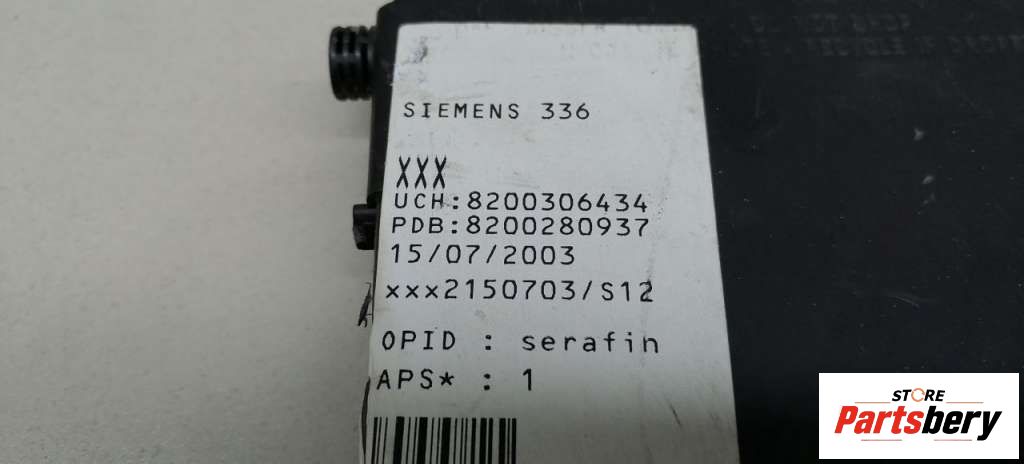 SIEMENS 336
XXX
UCH:8200306434
PDB:8200280937
15/07/2003
xxx2150703/S12
OPID : serafin
APS* : 1
STORE
Partsbery